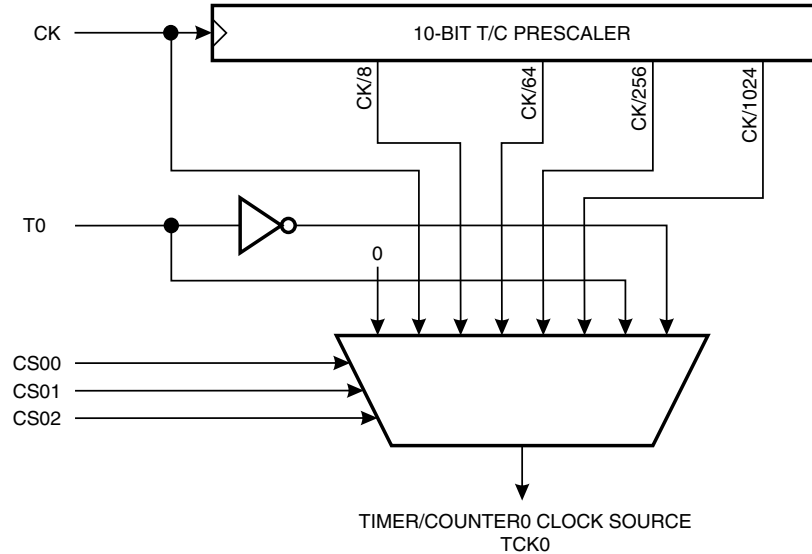 CK
10-BIT T/C PRESCALER
CK/8
CK/64
CK/256
CK/1024
T0
0
CS00
CS01
CS02
TIMER/COUNTER0 CLOCK SOURCE
TCK0